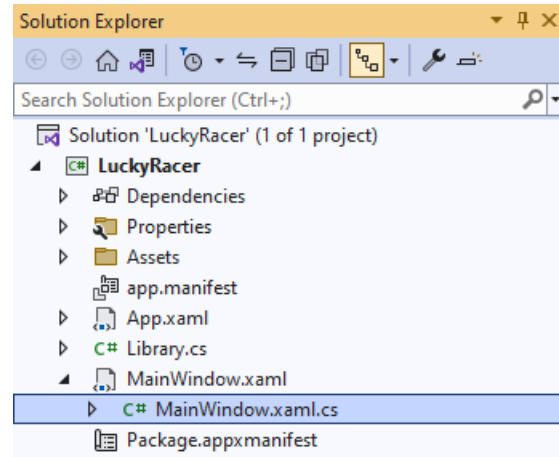 Solution Explorer
Search Solution Explorer (Ctrl+;)
Solution 'LuckyRacer' (1 of 1 project)
C# LuckyRacer
Dependencies
Properties
Assets
app.manifest
App.xaml
C# Library.cs
MainWindow.xaml
C# MainWindow.xaml.cs
Package.appxmanifest